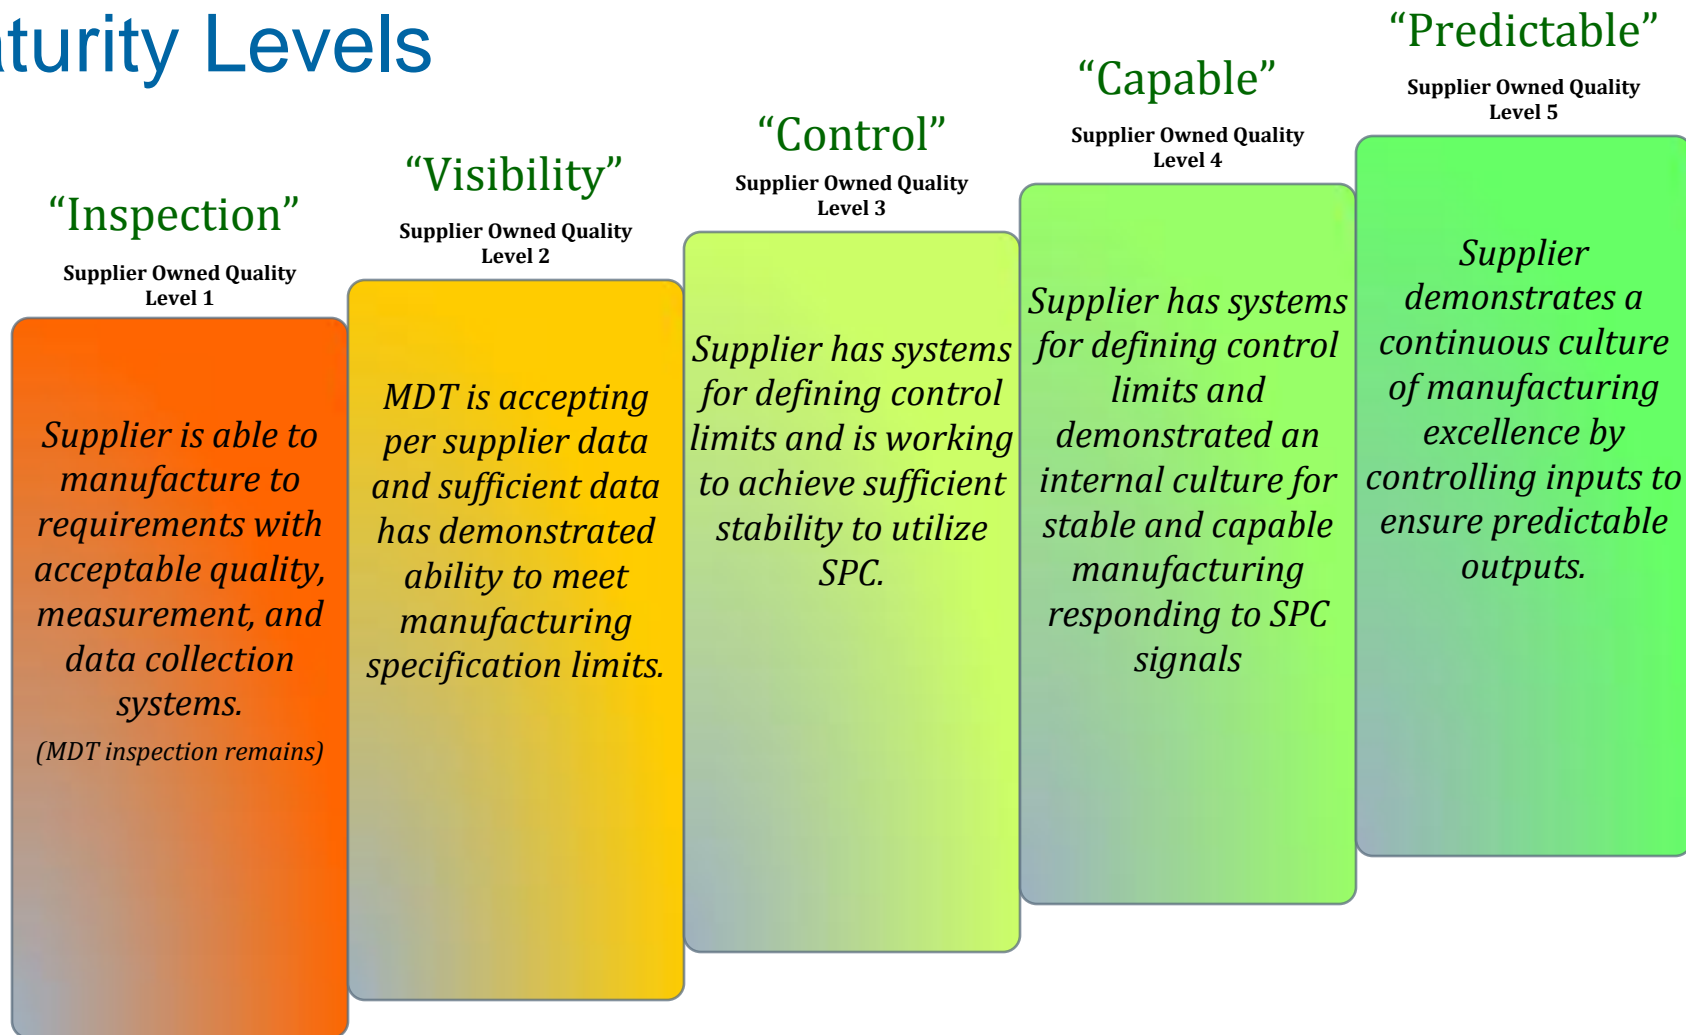 aturity Levels
“Inspection”
Supplier Owned Quality
Level 1
Supplier is able to
manufacture to
requirements with
acceptable quality,
measurement, and
data collection
systems.
(MDT inspection remains)
“Visibility”
Supplier Owned Quality
Level 2
MDT is accepting
per supplier data
and sufficient data
has demonstrated
ability to meet
manufacturing
specification limits.
“Control”
Supplier Owned Quality
Level 3
Supplier has systems
for defining control
limits and is working
to achieve sufficient
stability to utilize
SPC.
“Capable”
Supplier Owned Quality
Level 4
Supplier has systems
for defining control
limits and
demonstrated an
internal culture for
stable and capable
manufacturing
responding to SPC
signals
“Predictable”
Supplier Owned Quality
Level 5
Supplier
demonstrates a
continuous culture
of manufacturing
excellence by
controlling inputs to
ensure predictable
outputs.